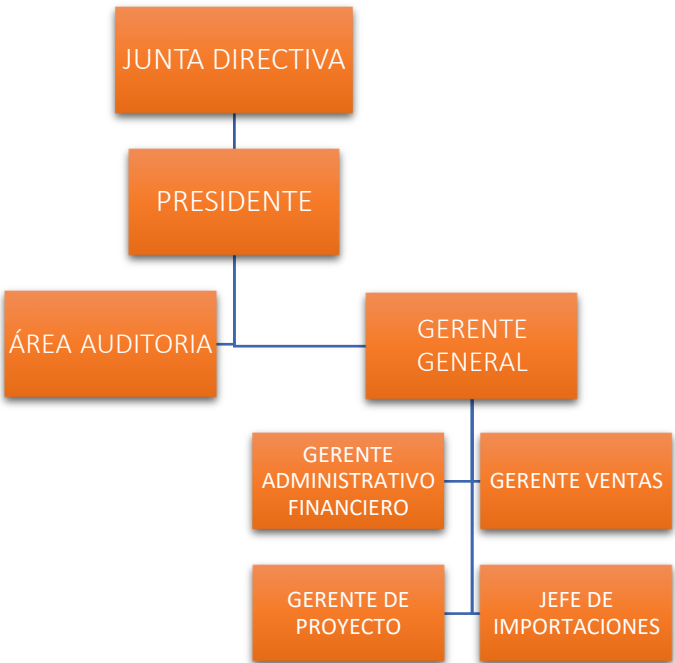 JUNTA DIRECTIVA
PRESIDENTE
ÁREA AUDITORIA
GERENTE
GENERAL
GERENTE
ADMINISTRATIVO
FINANCIERO
GERENTE VENTAS
GERENTE DE
PROYECTO
JEFE DE
IMPORTACIONES